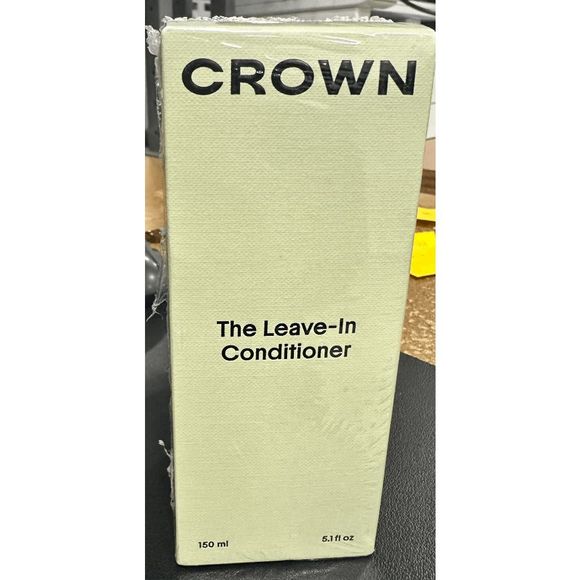 CROWN
The Leave-In
Conditioner
150 ml 5.1 fl oz